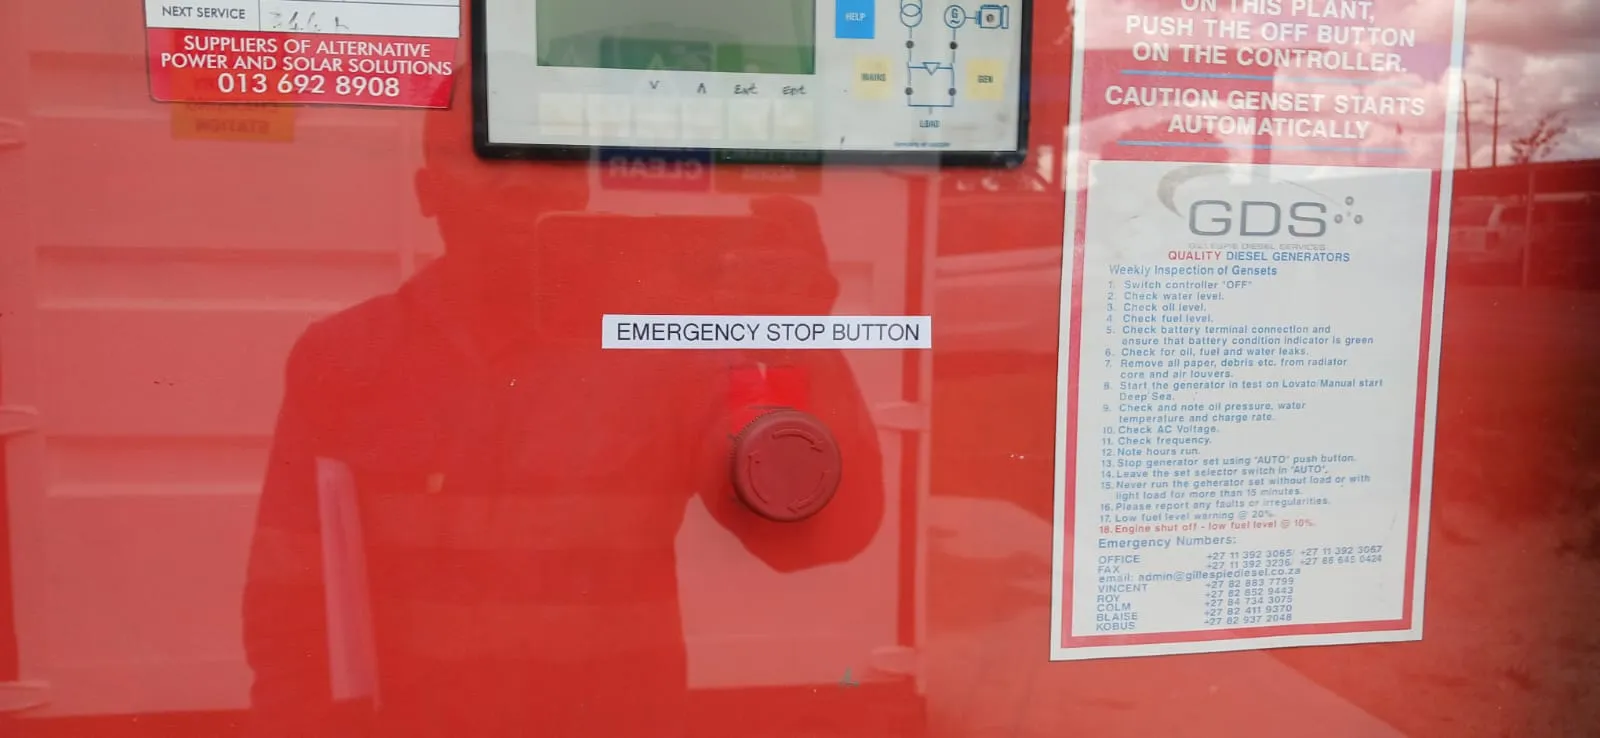 NEXT SERVICE
SUPPLIERS OF ALTERNATIVE
POWER AND SOLAR SOLUTIONS
013 692 8908
V Λ Exit Ent
HELP
G
MAINS
GEN
LOAD
CLEAR
STATION
EMERGENCY STOP BUTTON
ON THIS PLANT,
PUSH THE OFF BUTTON
ON THE CONTROLLER.
CAUTION GENSET STARTS
AUTOMATICALLY
GDS
GILLESPIE DIESEL SERVICES
QUALITY DIESEL GENERATORS
Weekly Inspection of Gensets
1. Switch controller "OFF"
2. Check water level.
3. Check oil level.
4. Check fuel level.
5. Check battery terminal connection and
ensure that battery condition indicator is green
6. Check for oil, fuel and water leaks.
7. Remove all paper, debris etc. from radiator
core and air louvers.
8. Start the generator in test on Lovato/Manual start
Deep Sea.
9. Check and note oil pressure, water
temperature and charge rate.
10. Check AC Voltage.
11. Check frequency.
12. Note hours run.
13. Stop generator set using "AUTO" push button.
14. Leave the set selector switch in "AUTO".
15. Never run the generator set without load or with
light load for more than 15 minutes.
16. Please report any faults or irregularities.
17. Low fuel level warning @ 20%.
18. Engine shut off - low fuel level @ 10%.
Emergency Numbers:
OFFICE +27 11 392 3065/ +27 11 392 3067
FAX +27 11 392 3236/ +27 86 645 0424
email: admin@gillespiediesel.co.za
VINCENT +27 82 883 7799
ROY +27 82 852 9443
COLM +27 84 734 3075
BLAISE +27 82 411 9370
KOBUS +27 82 937 2048